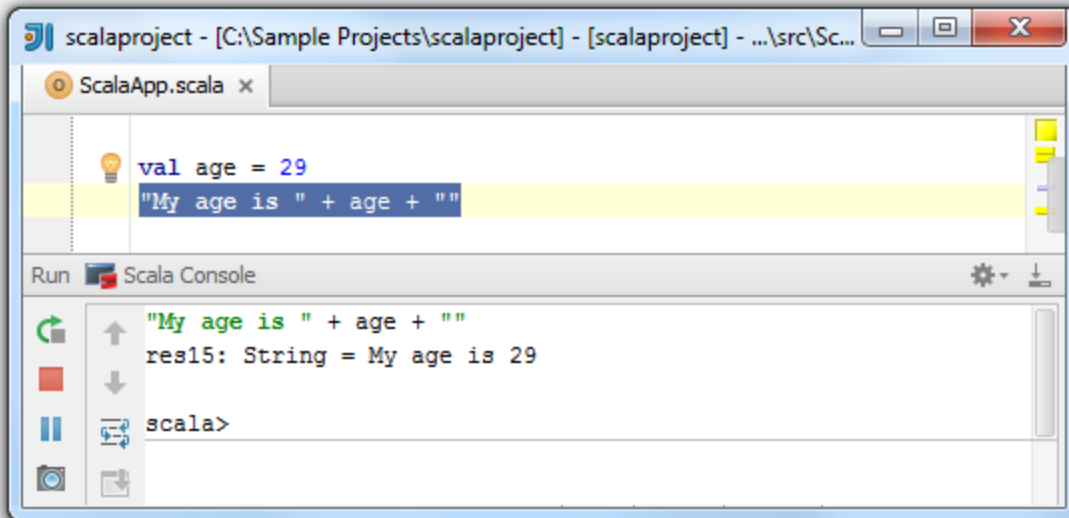 scalaproject - [C:\Sample Projects\scalaproject] - [scalaproject] - ...\src\Sc...
ScalaApp.scala
val age = 29
"My age is " + age + ""
Run Scala Console
"My age is " + age + ""
res15: String = My age is 29
scala>